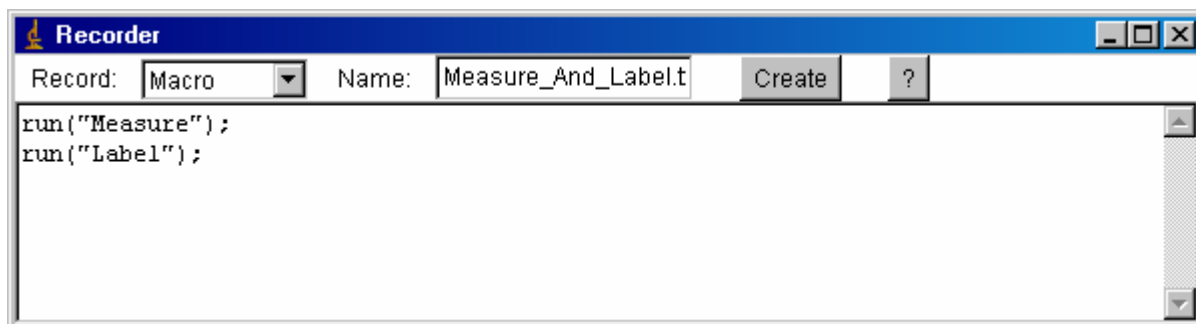 Recorder
Record: Macro Name: Measure_And_Label.t Create ?
run("Measure");
run("Label");